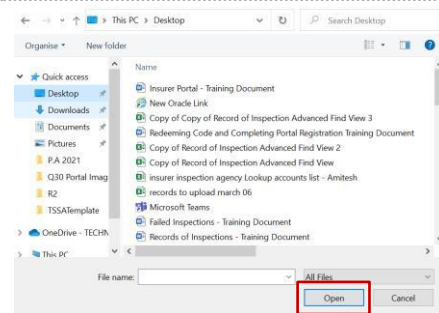 This PC > Desktop
Search Desktop
Organise
New folder
Name
Quick access
Desktop
Downloads
Documents
Pictures
P.A 2021
Q30 Portal Imag
R2
TSSATemplate
OneDrive - TECHN
This PC
Insurer Portal - Training Document
New Oracle Link
Copy of Copy of Record of Inspection Advanced Find View 3
Redeeming Code and Completing Portal Registration Training Document
Copy of Record of Inspection Advanced Find View 2
Copy of Record of Inspection Advanced Find View
insurer inspection agency Lookup accounts list - Amitesh
records to upload march 06
Microsoft Teams
Failed Inspections - Training Document
Records of Inspections - Training Document
File name:
All Files
Open
Cancel